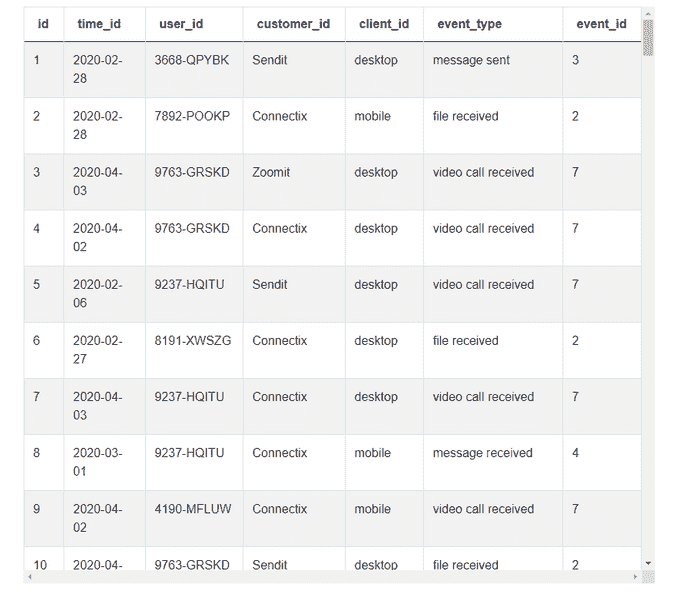 id time_id user_id customer_id client_id event_type event_id
1 2020-02- 3668-QPYBK Sendit desktop message sent 3
28
2 2020-02- 7892-POOKP Connectix mobile file received 2
28
3 2020-04- 9763-GRSKD Zoomit desktop video call received 7
03
4 2020-04- 9763-GRSKD Connectix desktop video call received 7
02
5 2020-02- 9237-HQITU Sendit desktop video call received 7
06
6 2020-02- 8191-XWSZG Connectix desktop file received 2
27
7 2020-04- 9237-HQITU Connectix desktop video call received 7
03
8 2020-03- 9237-HQITU Connectix mobile message received 4
01
9 2020-04- 4190-MFLUW Connectix mobile video call received 7
02
10 2020-04- 9763-GRSKD Sendit desktop file received 2